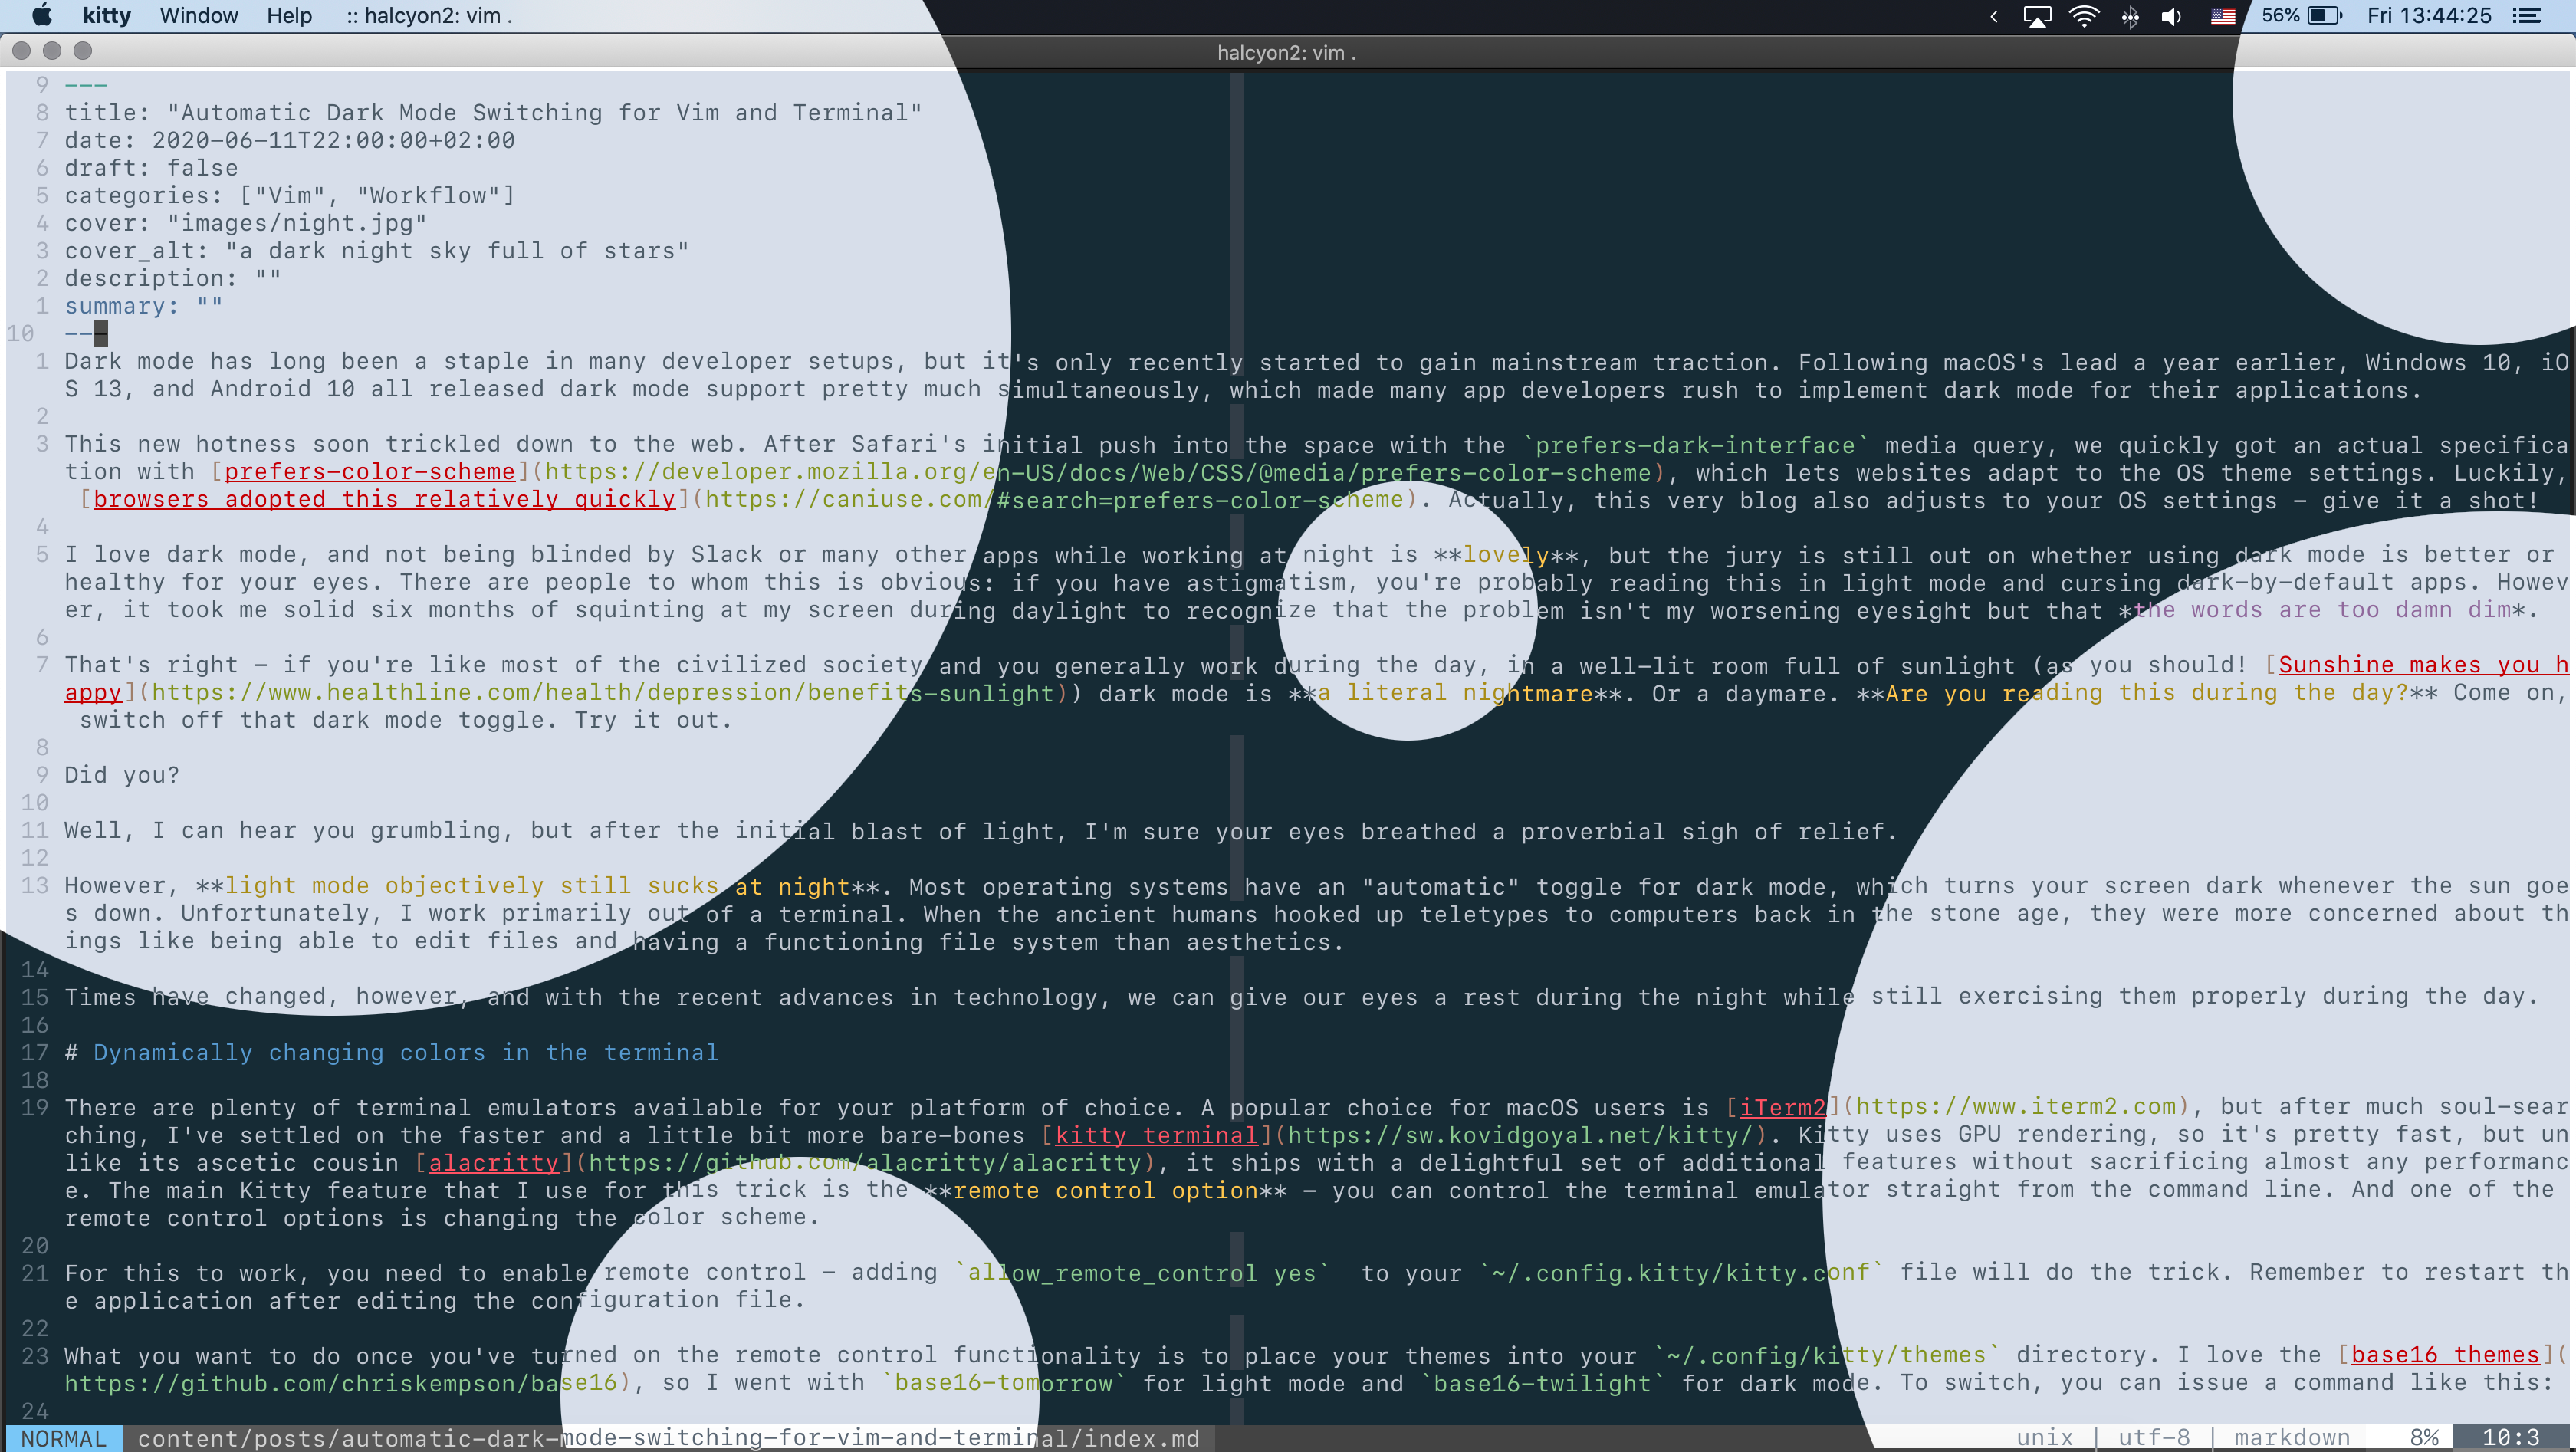 kitty Window Help :: halcyon2: vim . 56% Fri 13:44:25
halcyon2: vim .
9 ---
8 title: "Automatic Dark Mode Switching for Vim and Terminal"
7 date: 2020-06-11T22:00:00+02:00
6 draft: false
5 categories: ["Vim", "Workflow"]
4 cover: "images/night.jpg"
3 cover_alt: "a dark night sky full of stars"
2 description: ""
1 summary: ""
10 ---
1 Dark mode has long been a staple in many developer setups, but it's only recently started to gain mainstream traction. Following macOS's lead a year earlier, Windows 10, iO
S 13, and Android 10 all released dark mode support pretty much simultaneously, which made many app developers rush to implement dark mode for their applications.
2
3 This new hotness soon trickled down to the web. After Safari's initial push into the space with the `prefers-dark-interface` media query, we quickly got an actual specifica
tion with [prefers-color-scheme](https://developer.mozilla.org/en-US/docs/Web/CSS/@media/prefers-color-scheme), which lets websites adapt to the OS theme settings. Luckily,
[browsers adopted this relatively quickly](https://caniuse.com/#search=prefers-color-scheme). Actually, this very blog also adjusts to your OS settings – give it a shot!
4
5 I love dark mode, and not being blinded by Slack or many other apps while working at night is **lovely**, but the jury is still out on whether using dark mode is better or
healthy for your eyes. There are people to whom this is obvious: if you have astigmatism, you're probably reading this in light mode and cursing dark-by-default apps. Howev
er, it took me solid six months of squinting at my screen during daylight to recognize that the problem isn't my worsening eyesight but that *the words are too damn dim*.
6
7 That's right – if you're like most of the civilized society and you generally work during the day, in a well-lit room full of sunlight (as you should! [Sunshine makes you h
appy](https://www.healthline.com/health/depression/benefits-sunlight)) dark mode is **a literal nightmare**. Or a daymare. **Are you reading this during the day?** Come on,
switch off that dark mode toggle. Try it out.
8
9 Did you?
10
11 Well, I can hear you grumbling, but after the initial blast of light, I'm sure your eyes breathed a proverbial sigh of relief.
12
13 However, **light mode objectively still sucks at night**. Most operating systems have an "automatic" toggle for dark mode, which turns your screen dark whenever the sun goe
s down. Unfortunately, I work primarily out of a terminal. When the ancient humans hooked up teletypes to computers back in the stone age, they were more concerned about th
ings like being able to edit files and having a functioning file system than aesthetics.
14
15 Times have changed, however, and with the recent advances in technology, we can give our eyes a rest during the night while still exercising them properly during the day.
16
17 # Dynamically changing colors in the terminal
18
19 There are plenty of terminal emulators available for your platform of choice. A popular choice for macOS users is [iTerm2](https://www.iterm2.com), but after much soul-sear
ching, I've settled on the faster and a little bit more bare-bones [kitty terminal](https://sw.kovidgoyal.net/kitty/). Kitty uses GPU rendering, so it's pretty fast, but un
like its ascetic cousin [alacritty](https://github.com/alacritty/alacritty), it ships with a delightful set of additional features without sacrificing almost any performanc
e. The main Kitty feature that I use for this trick is the **remote control option** – you can control the terminal emulator straight from the command line. And one of the
remote control options is changing the color scheme.
20
21 For this to work, you need to enable remote control – adding `allow_remote_control yes`  to your `~/.config.kitty/kitty.conf` file will do the trick. Remember to restart th
e application after editing the configuration file.
22
23 What you want to do once you've turned on the remote control functionality is to place your themes into your `~/.config/kitty/themes` directory. I love the [base16 themes](
https://github.com/chriskempson/base16), so I went with `base16-tomorrow` for light mode and `base16-twilight` for dark mode. To switch, you can issue a command like this:
24
NORMAL content/posts/automatic-dark-mode-switching-for-vim-and-terminal/index.md unix | utf-8 | markdown 8% 10:3